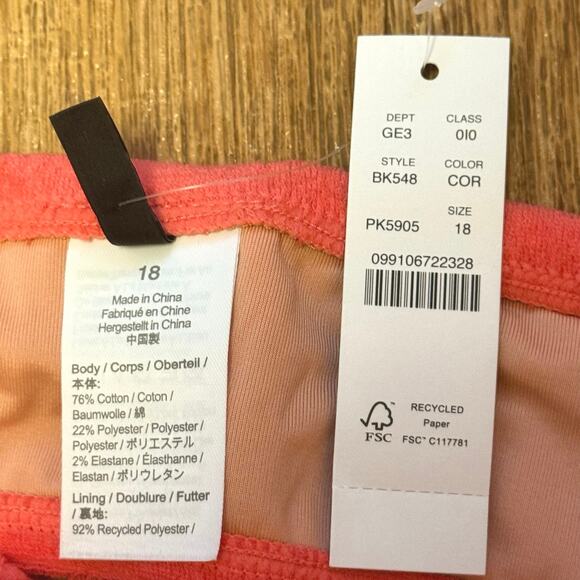 18
Made in China
Fabriqué en Chine
Hergestellt in China
中国製
Body / Corps / Oberteil /
本体:
76% Cotton / Coton /
Baumwolle / 綿
22% Polyester / Polyester /
Polyester / ポリエステル
2% Elastane / Élasthanne /
Elastan / ポリウレタン
Lining / Doublure / Futter
/ 裏地:
92% Recycled Polyester /
DEPT CLASS
GE3 0I0
STYLE COLOR
BK548 COR
SIZE
PK5905 18
099106722328
RECYCLED
Paper
FSC FSC™ C117781